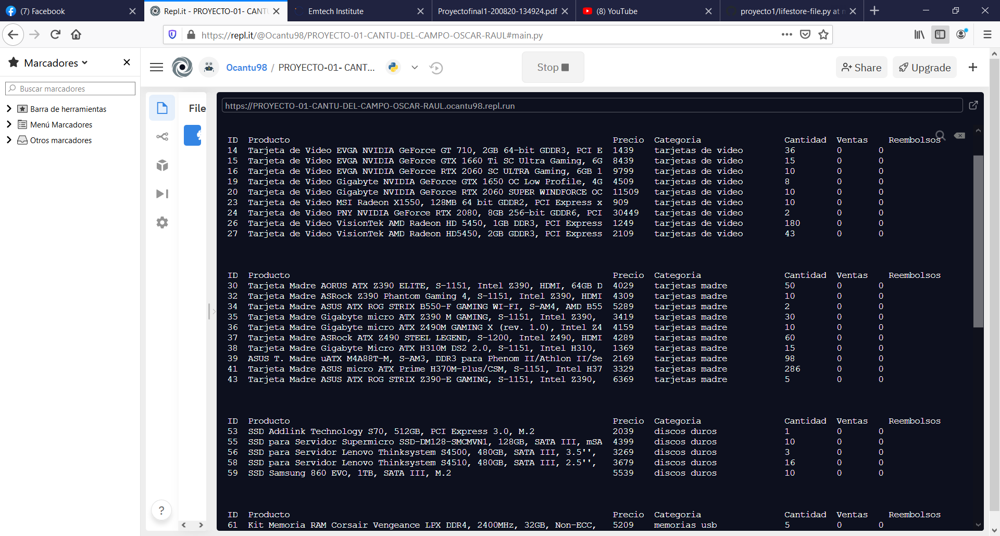 (7) Facebook
Repl.it - PROYECTO-01- CANTU
Emtech Institute
Proyectofinal1-200820-134924.pdf
(8) YouTube
proyecto1/lifestore-file.py at m
https://repl.it/@Ocantu98/PROYECTO-01-CANTU-DEL-CAMPO-OSCAR-RAUL#main.py
Marcadores
Buscar marcadores
Barra de herramientas
Menú Marcadores
Otros marcadores
Ocantu98 / PROYECTO-01- CANT...
Stop
Share
Upgrade
File
https://PROYECTO-01-CANTU-DEL-CAMPO-OSCAR-RAUL.ocantu98.repl.run
ID Producto Precio Categoria Cantidad Ventas Reembolsos
14 Tarjeta de Video EVGA NVIDIA GeForce GT 710, 2GB 64-bit GDDR3, PCI E 1439 tarjetas de video 36 0 0
15 Tarjeta de Video EVGA NVIDIA GeForce GTX 1660 Ti SC Ultra Gaming, 6G 8439 tarjetas de video 15 0 0
16 Tarjeta de Video EVGA NVIDIA GeForce RTX 2060 SC ULTRA Gaming, 6GB 1 9799 tarjetas de video 10 0 0
19 Tarjeta de Video Gigabyte NVIDIA GeForce GTX 1650 OC Low Profile, 4G 4509 tarjetas de video 8 0 0
20 Tarjeta de Video Gigabyte NVIDIA GeForce RTX 2060 SUPER WINDFORCE OC 11509 tarjetas de video 10 0 0
23 Tarjeta de Video MSI Radeon X1550, 128MB 64 bit GDDR2, PCI Express x 909 tarjetas de video 10 0 0
24 Tarjeta de Video PNY NVIDIA GeForce RTX 2080, 8GB 256-bit GDDR6, PCI 30449 tarjetas de video 2 0 0
26 Tarjeta de Video VisionTek AMD Radeon HD 5450, 1GB DDR3, PCI Express 1249 tarjetas de video 180 0 0
27 Tarjeta de Video VisionTek AMD Radeon HD5450, 2GB GDDR3, PCI Express 2109 tarjetas de video 43 0 0
ID Producto Precio Categoria Cantidad Ventas Reembolsos
30 Tarjeta Madre AORUS ATX Z390 ELITE, S-1151, Intel Z390, HDMI, 64GB D 4029 tarjetas madre 50 0 0
32 Tarjeta Madre ASRock Z390 Phantom Gaming 4, S-1151, Intel Z390, HDMI 4309 tarjetas madre 10 0 0
34 Tarjeta Madre ASUS ATX ROG STRIX B550-F GAMING WI-FI, S-AM4, AMD B55 5289 tarjetas madre 2 0 0
35 Tarjeta Madre Gigabyte micro ATX Z390 M GAMING, S-1151, Intel Z390, 3419 tarjetas madre 30 0 0
36 Tarjeta Madre Gigabyte micro ATX Z490M GAMING X (rev. 1.0), Intel Z4 4159 tarjetas madre 10 0 0
37 Tarjeta Madre ASRock ATX Z490 STEEL LEGEND, S-1200, Intel Z490, HDMI 4289 tarjetas madre 60 0 0
38 Tarjeta Madre Gigabyte Micro ATX H310M DS2 2.0, S-1151, Intel H310, 1369 tarjetas madre 15 0 0
39 ASUS T. Madre uATX M4A88T-M, S-AM3, DDR3 para Phenom II/Athlon II/Se 2169 tarjetas madre 98 0 0
41 Tarjeta Madre ASUS micro ATX Prime H370M-Plus/CSM, S-1151, Intel H37 3329 tarjetas madre 286 0 0
43 Tarjeta Madre ASUS ATX ROG STRIX Z390-E GAMING, S-1151, Intel Z390, 6369 tarjetas madre 5 0 0
ID Producto Precio Categoria Cantidad Ventas Reembolsos
53 SSD Addlink Technology S70, 512GB, PCI Express 3.0, M.2 2039 discos duros 1 0 0
55 SSD para Servidor Supermicro SSD-DM128-SMCMVN1, 128GB, SATA III, mSA 4399 discos duros 10 0 0
56 SSD para Servidor Lenovo Thinksystem S4500, 480GB, SATA III, 3.5'', 3269 discos duros 3 0 0
58 SSD para Servidor Lenovo Thinksystem S4510, 480GB, SATA III, 2.5'', 3679 discos duros 16 0 0
59 SSD Samsung 860 EVO, 1TB, SATA III, M.2 5539 discos duros 10 0 0
ID Producto Precio Categoria Cantidad Ventas Reembolsos
61 Kit Memoria RAM Corsair Vengeance LPX DDR4, 2400MHz, 32GB, Non-ECC, 5209 memorias usb 5 0 0